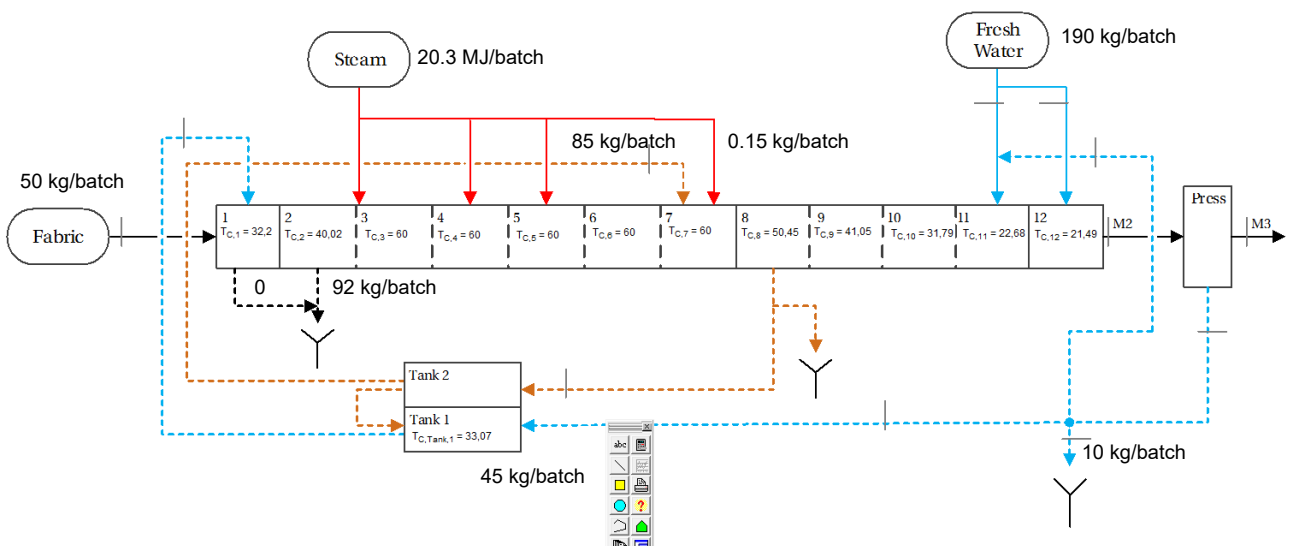 Fresh
Water
190 kg/batch
Steam
20.3 MJ/batch
85 kg/batch
0.15 kg/batch
50 kg/batch
Fabric
1
T_C,1 = 32,2
2
T_C,2 = 40,02
3
T_C,3 = 60
4
T_C,4 = 60
5
T_C,5 = 60
6
T_C,6 = 60
7
T_C,7 = 60
8
T_C,8 = 50,45
9
T_C,9 = 41,05
10
T_C,10 = 31,79
11
T_C,11 = 22,68
12
T_C,12 = 21,49
M2
Press
M3
0
92 kg/batch
Tank 2
Tank 1
T_C,Tank,1 = 33,07
45 kg/batch
abc
?
10 kg/batch